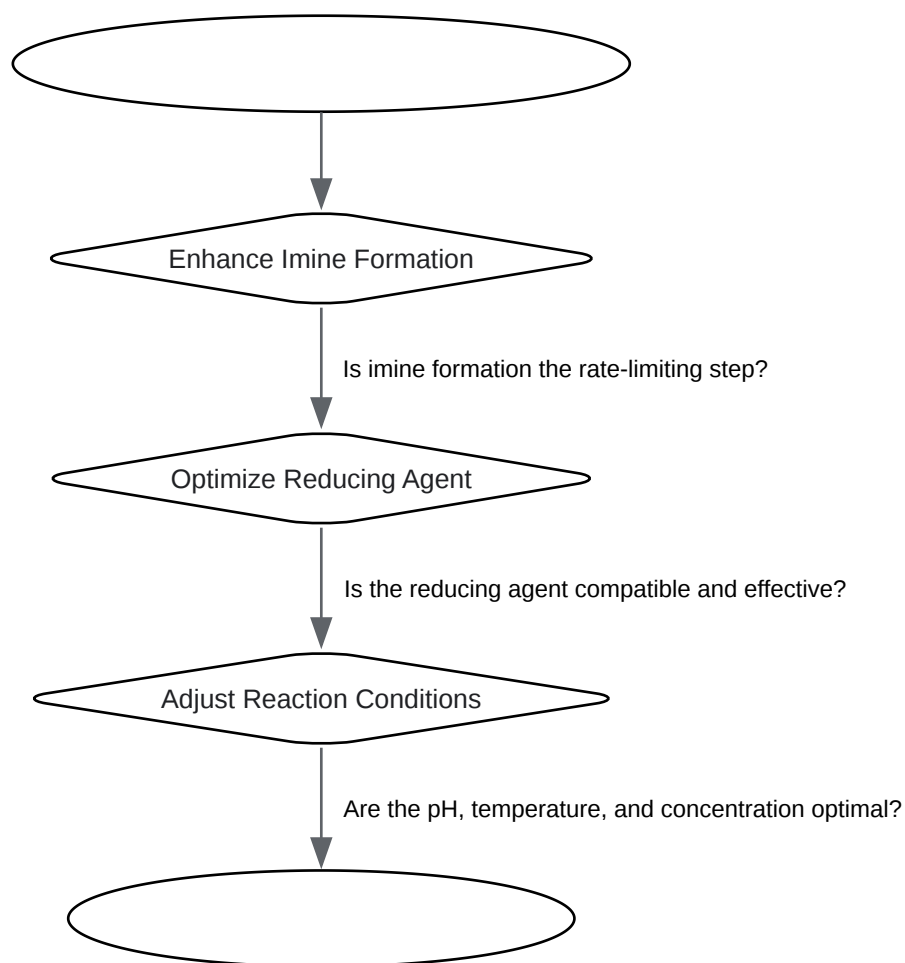 Enhance Imine Formation
Is imine formation the rate-limiting step?
Optimize Reducing Agent
Is the reducing agent compatible and effective?
Adjust Reaction Conditions
Are the pH, temperature, and concentration optimal?